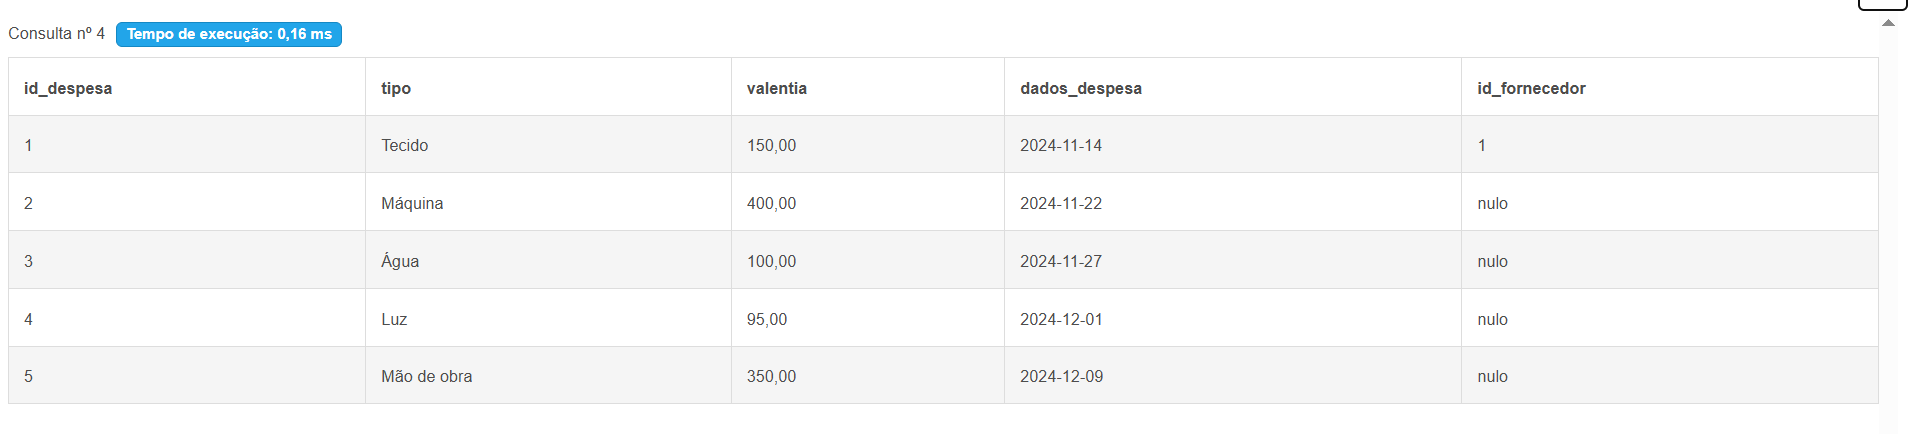 Consulta nº 4 Tempo de execução: 0,16 ms
id_despesa tipo valentia dados_despesa id_fornecedor
1 Tecido 150,00 2024-11-14 1
2 Máquina 400,00 2024-11-22 nulo
3 Água 100,00 2024-11-27 nulo
4 Luz 95,00 2024-12-01 nulo
5 Mão de obra 350,00 2024-12-09 nulo